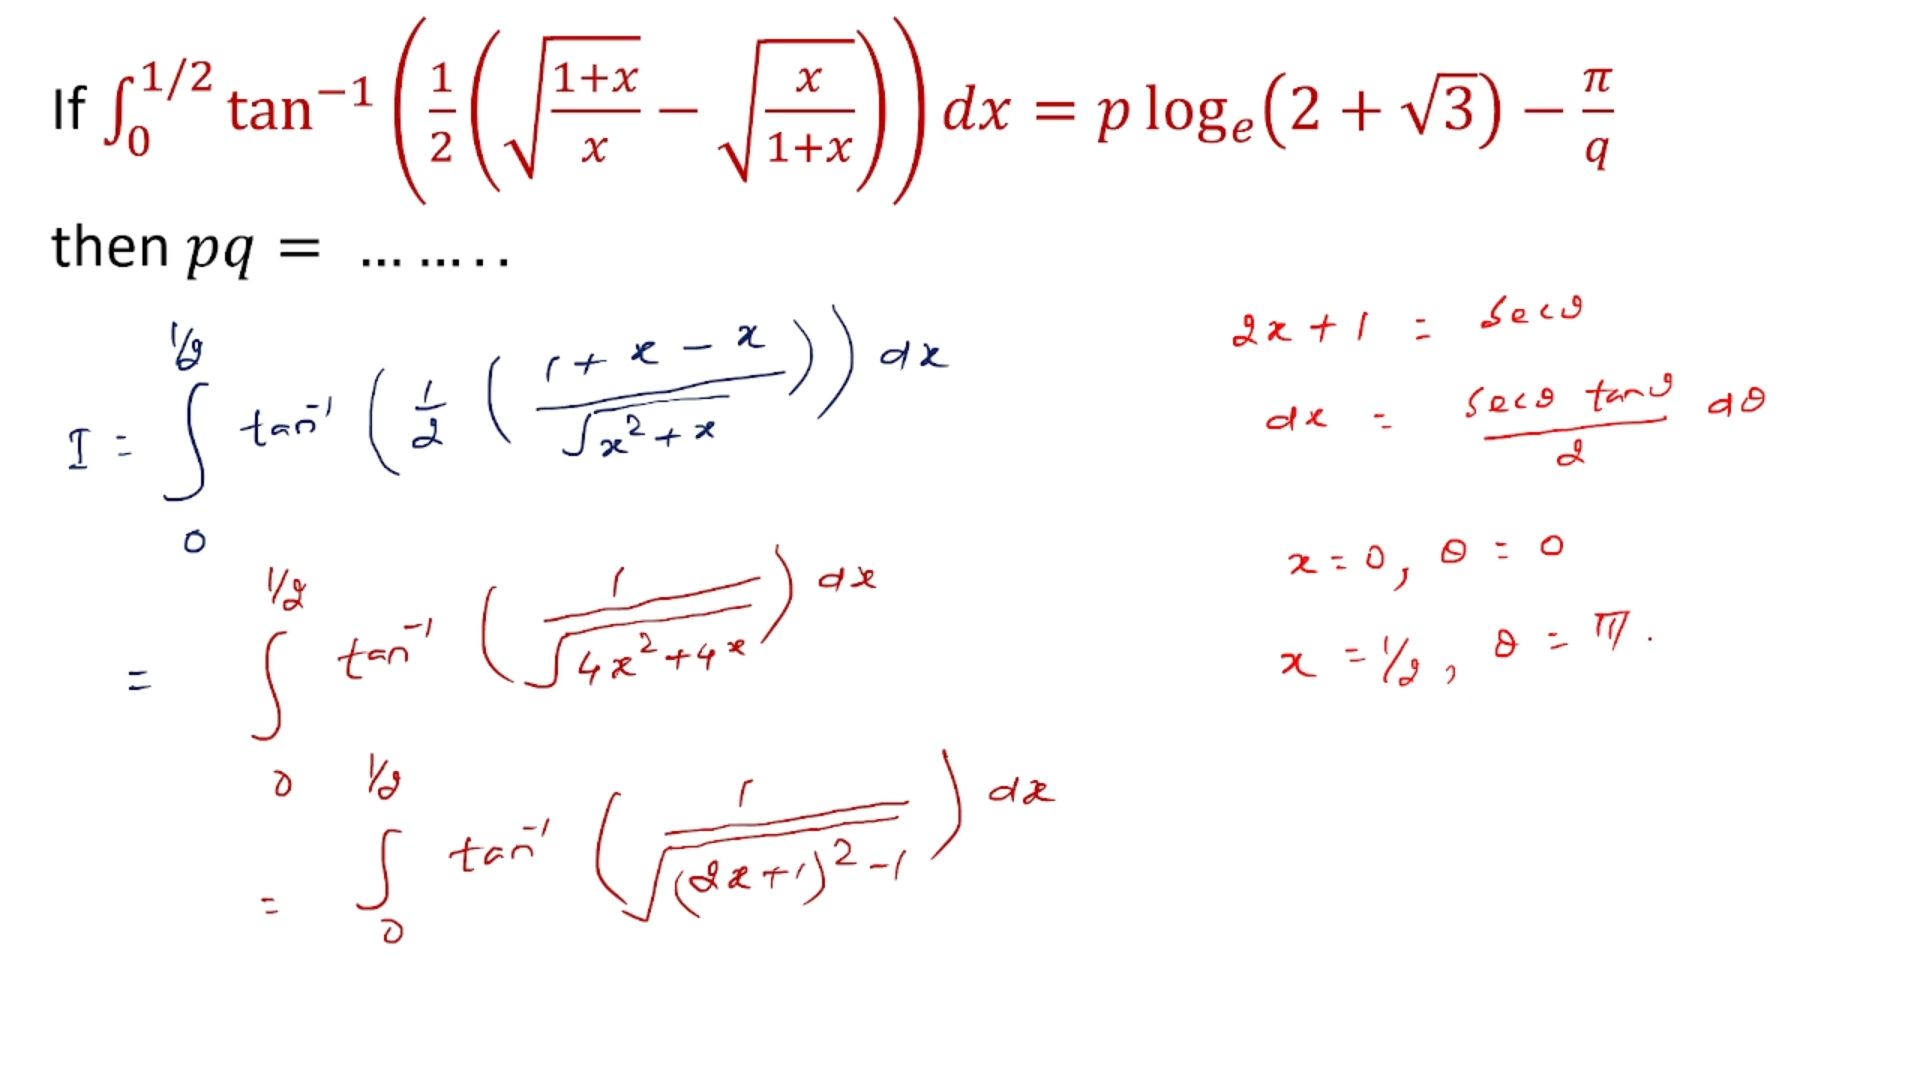 If ∫₀^{1/2} tan⁻¹(1/2(√((1+x)/x) − √(x/(1+x)))) dx = p logₑ(2 + √3) − π/q
then pq = ... ... . .
I = ∫₀^{1/2} tan⁻¹(1/2((1 + x − x)/√(x² + x))) dx
= ∫₀^{1/2} tan⁻¹(1/√(4x² + 4x)) dx
= ∫₀^{1/2} tan⁻¹(1/√((2x+1)² − 1)) dx
2x + 1 = secθ
dx = (secθ tanθ)/2 dθ
x = 0, θ = 0
x = 1/2, θ = π.